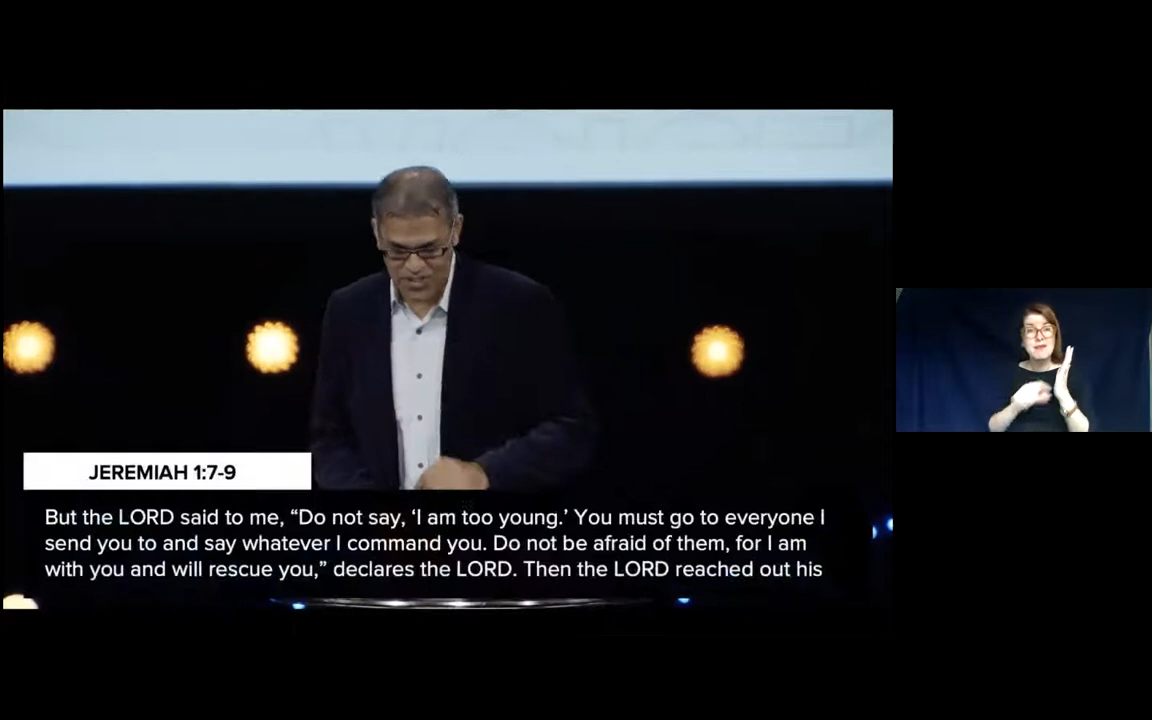 JEREMIAH 1:7-9
But the LORD said to me, “Do not say, ‘I am too young.’ You must go to everyone I
send you to and say whatever I command you. Do not be afraid of them, for I am
with you and will rescue you,” declares the LORD. Then the LORD reached out his